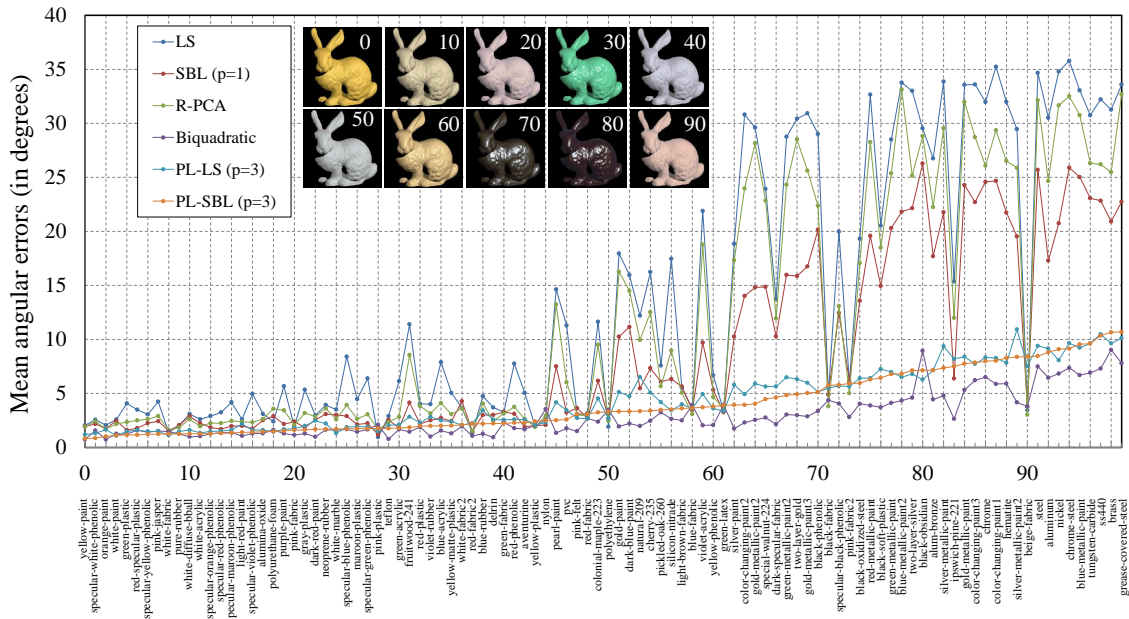 Mean angular errors (in degrees)
40
35
30
25
20
15
10
5
0
LS
SBL (p=1)
R-PCA
Biquadratic
PL-LS (p=3)
PL-SBL (p=3)
0
10
20
30
40
50
60
70
80
90
0
10
20
30
40
50
60
70
80
90
yellow-paint
specular-white-phenolic
orange-paint
white-paint
green-plastic
red-specular-plastic
specular-yellow-phenolic
pink-jasper
white-fabric
pure-rubber
white-diffuse-bball
white-acrylic
specular-orange-phenolic
specular-red-phenolic
pecular-maroon-phenolic
light-red-paint
specular-violet-phenolic
alumina-oxide
polyurethane-foam
purple-paint
pink-fabric
gray-plastic
dark-red-paint
neoprene-rubber
white-marble
specular-blue-phenolic
maroon-plastic
specular-green-phenolic
pink-plastic
teflon
green-acrylic
fruitwood-241
red-plastic
violet-rubber
blue-acrylic
yellow-matte-plastic
white-fabric2
red-fabric2
blue-rubber
delrin
green-fabric
red-phenolic
aventurnine
yellow-plastic
nylon
pearl-paint
pvc
pink-felt
red-fabric
colonial-maple-223
polyethylene
gold-paint
dark-blue-paint
natural-209
cherry-235
pickled-oak-260
silicon-nitrade
light-brown-fabric
blue-fabric
violet-acrylic
yellow-phenolic
green-latex
silver-paint
color-changing-paint2
gold-metallic-paint2
special-walnut-224
dark-specular-fabric
green-metallic-paint2
two-layer-gold
gold-metallic-paint3
black-phenolic
black-fabric
specular-black-phenolic
pink-fabric2
black-oxidized-steel
red-metallic-paint
black-soft-plastic
green-metallic-paint
blue-metallic-paint2
two-layer-silver
black-obsidian
alum-bronze
silver-metallic-paint
ipswich-pine-221
gold-metallic-paint
color-changing-paint3
chrome
color-changing-paint1
hematite
silver-metallic-paint2
beige-fabric
steel
aluminium
nickel
chrome-steel
blue-metallic-paint
tungsten-carbide
ss440
brass
grease-covered-steel